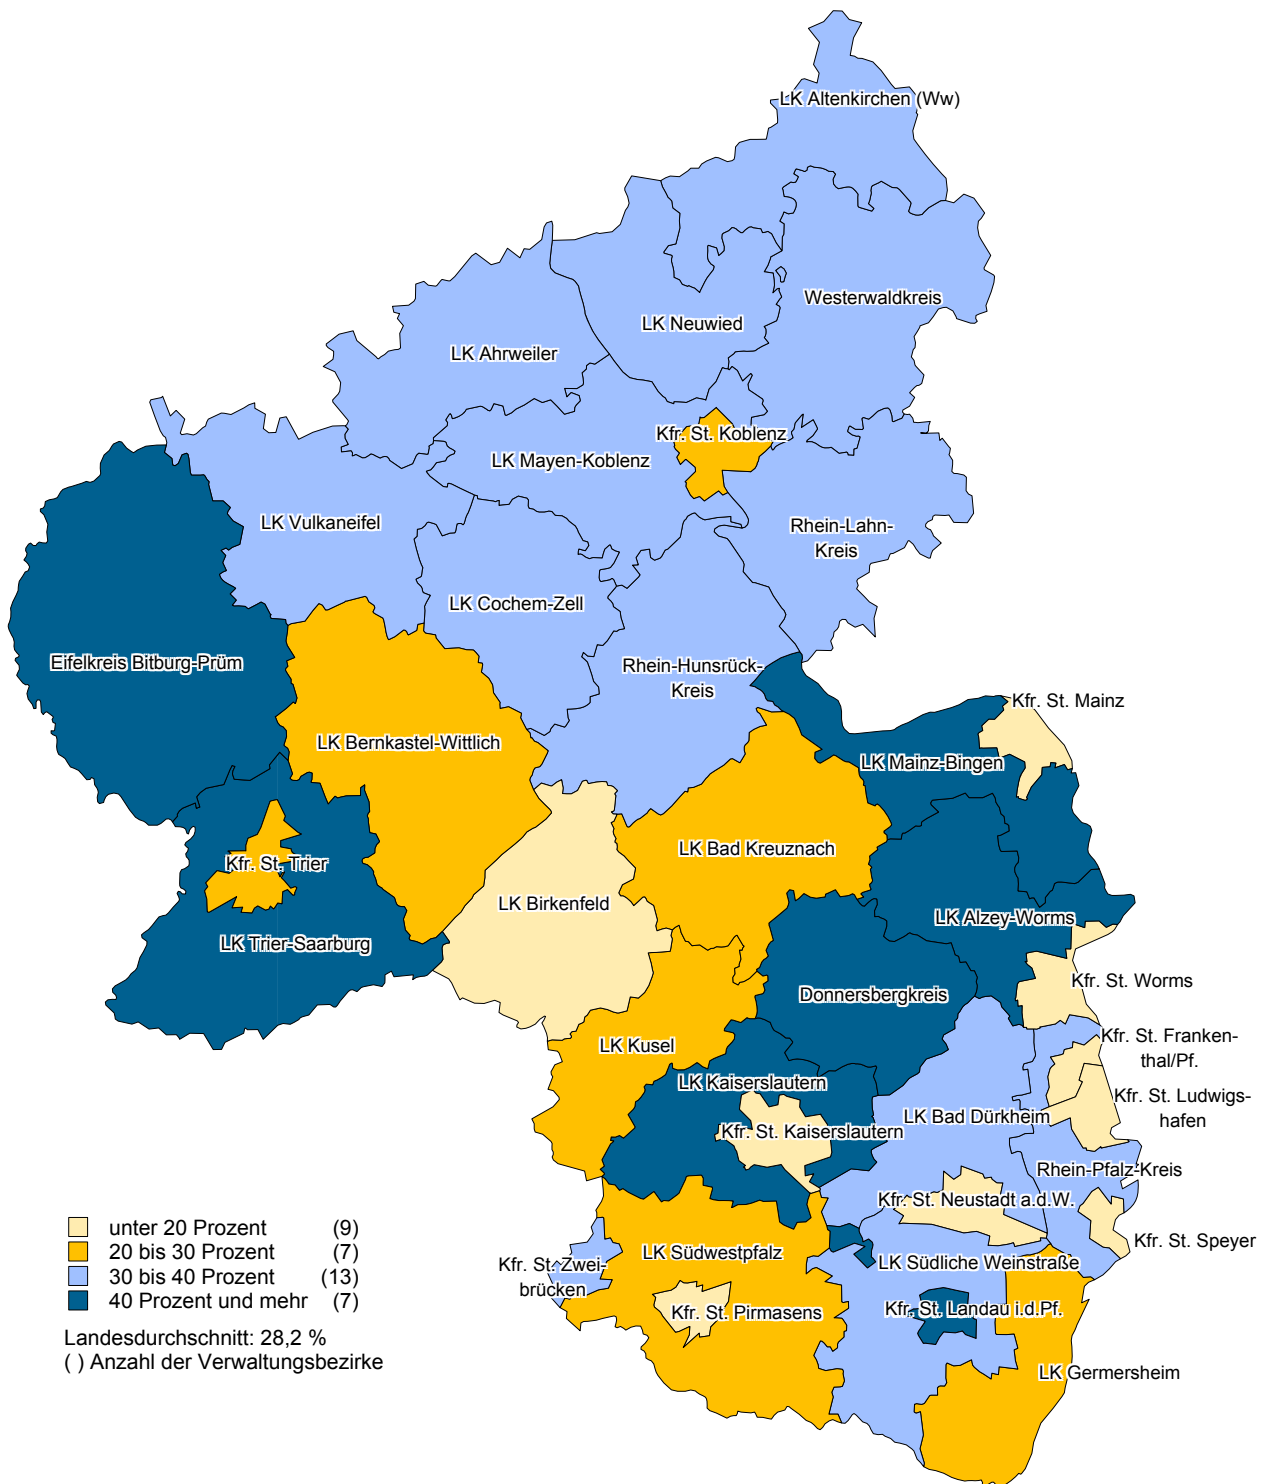 LK Altenkirchen (Ww)
Westerwaldkreis
LK Neuwied
LK Ahrweiler
Kfr. St. Koblenz
LK Mayen-Koblenz
LK Vulkaneifel
Rhein-Lahn-
Kreis
LK Cochem-Zell
Eifelkreis Bitburg-Prüm
Rhein-Hunsrück-
Kreis
Kfr. St. Mainz
LK Bernkastel-Wittlich
LK Mainz-Bingen
LK Bad Kreuznach
Kfr. St. Trier
LK Birkenfeld
LK Alzey-Worms
LK Trier-Saarburg
Kfr. St. Worms
Donnersbergkreis
Kfr. St. Franken-
thal/Pf.
LK Kusel
LK Kaiserslautern
Kfr. St. Ludwigs-
hafen
LK Bad Dürkheim
Kfr. St. Kaiserslautern
Rhein-Pfalz-Kreis
Kfr. St. Neustadt a.d.W.
Kfr. St. Speyer
LK Südwestpfalz
LK Südliche Weinstraße
Kfr. St. Zwei-
brücken
Kfr. St. Pirmasens
Kfr. St. Landau i.d.Pf.
LK Germersheim
unter 20 Prozent (9)
20 bis 30 Prozent (7)
30 bis 40 Prozent (13)
40 Prozent und mehr (7)
Landesdurchschnitt: 28,2 %
( ) Anzahl der Verwaltungsbezirke